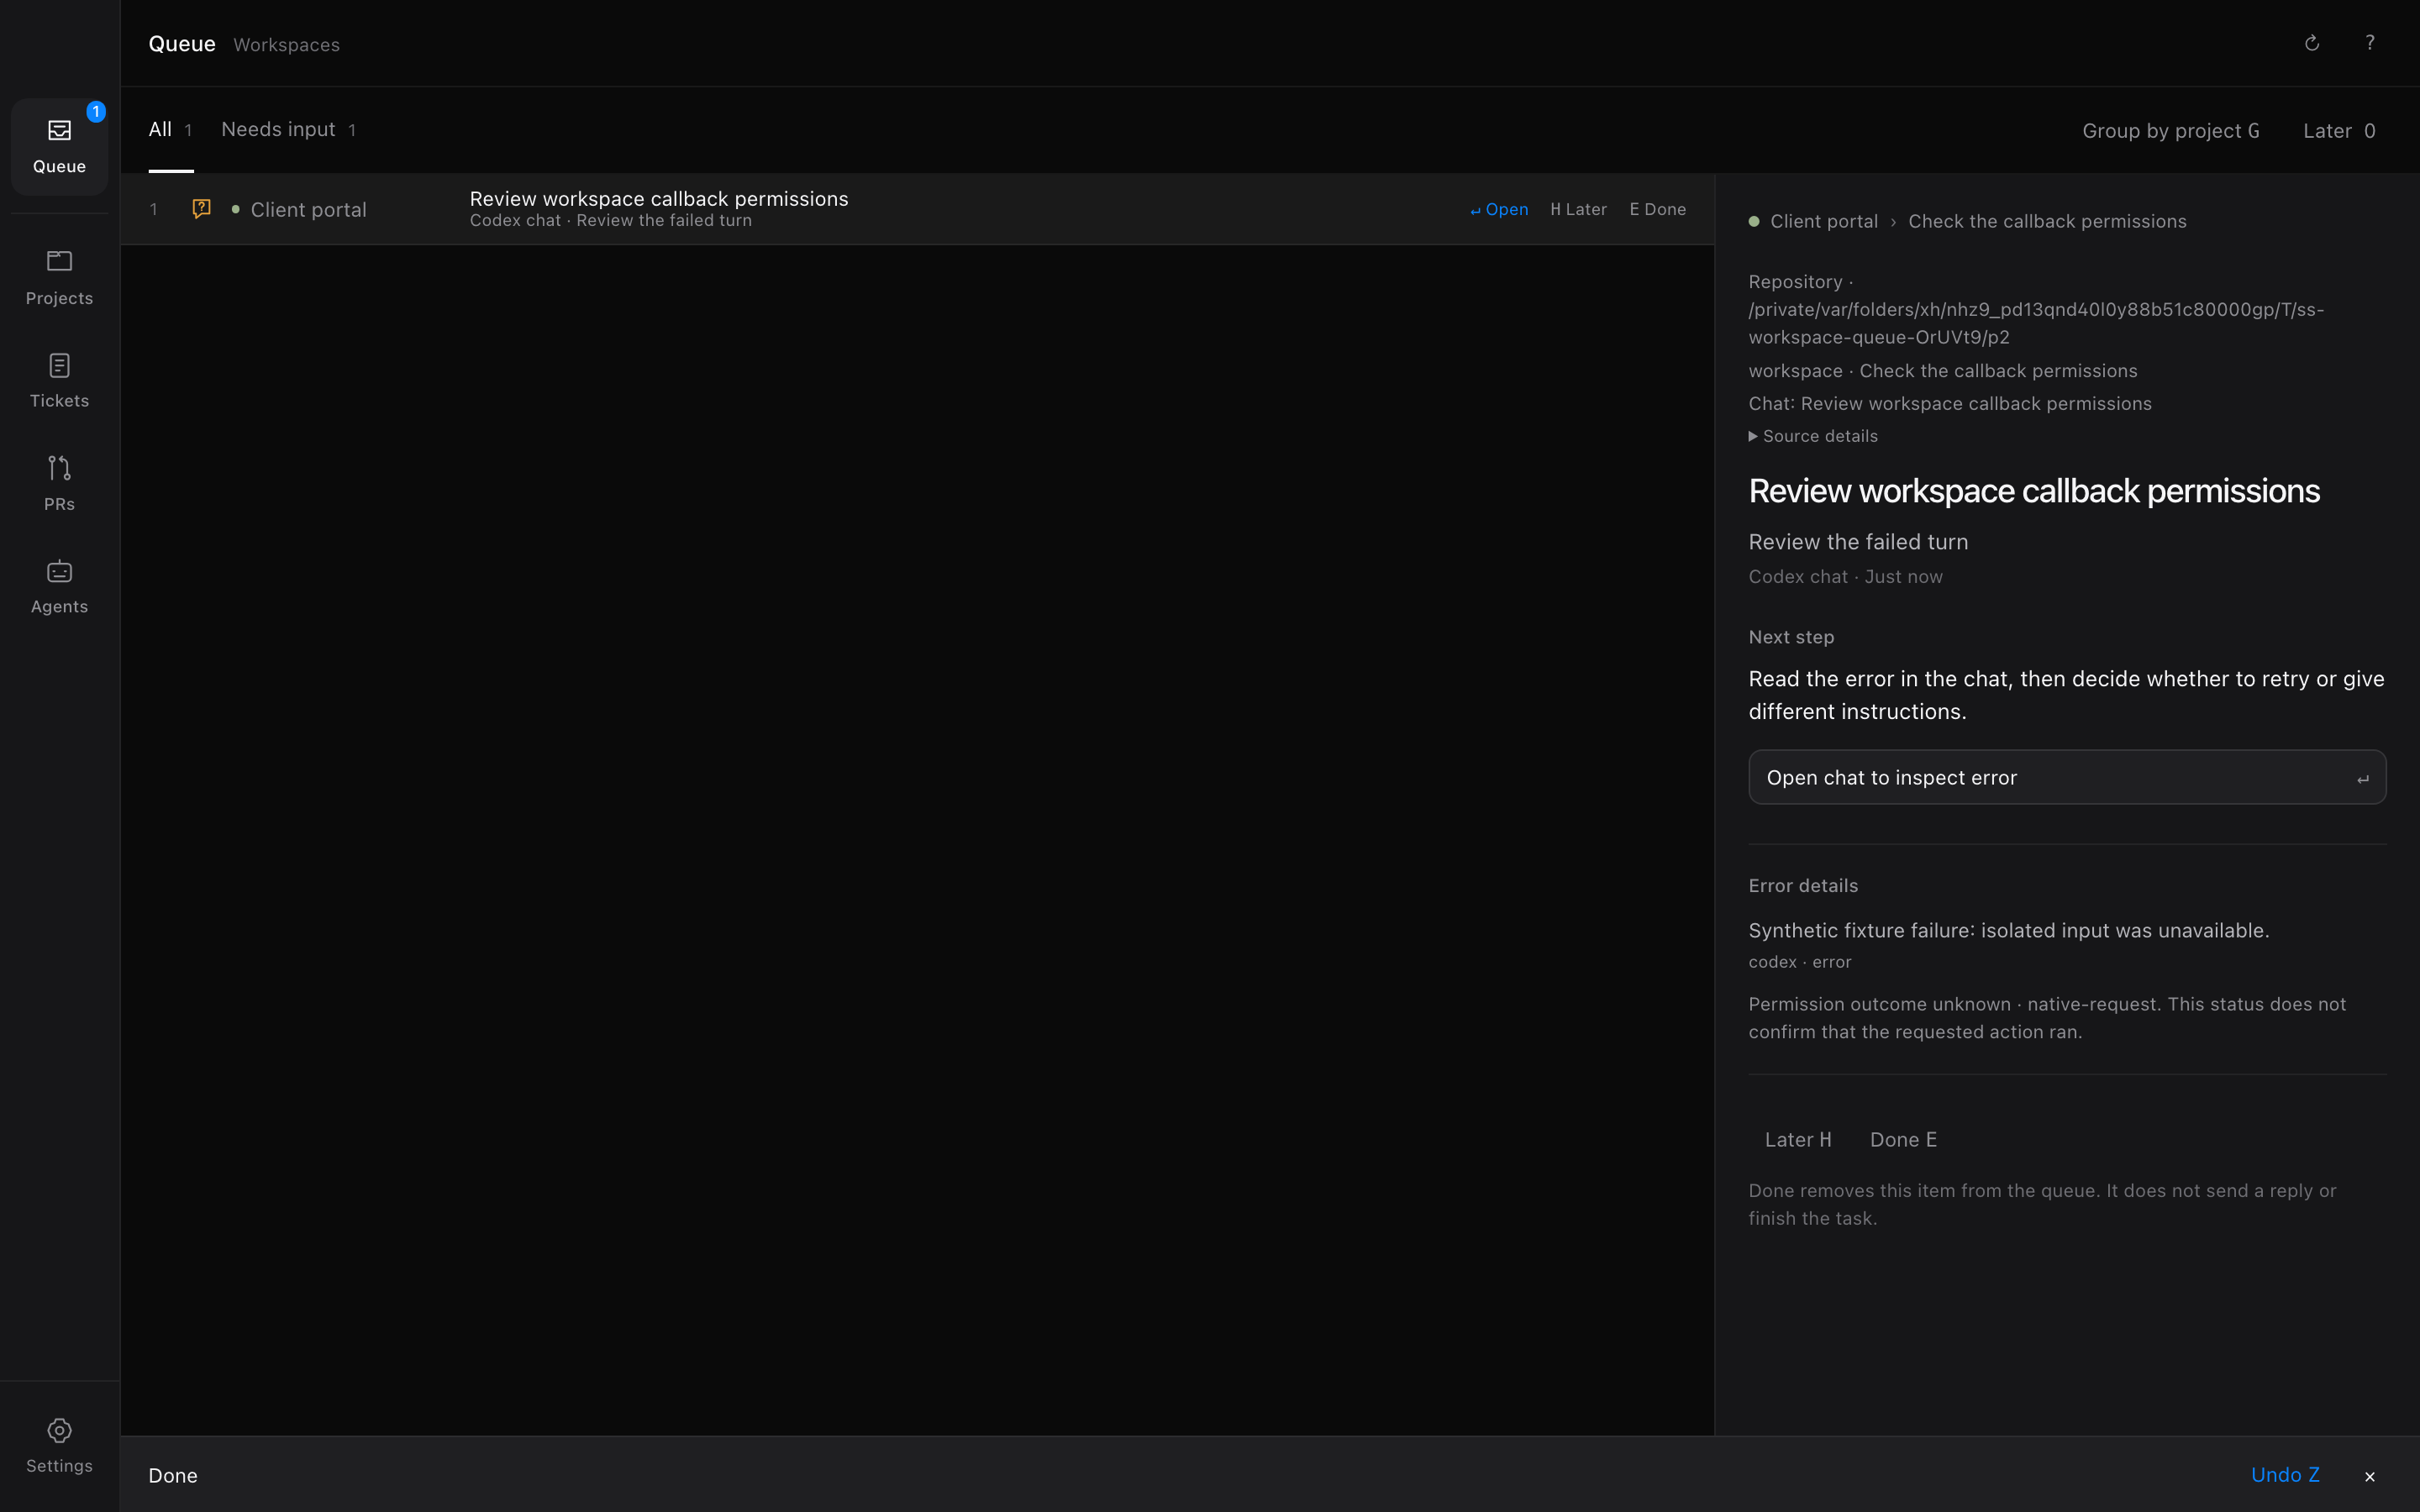 Queue Workspaces
?
1
Queue
All 1 Needs input 1
Group by project G Later 0
1 Client portal
Review workspace callback permissions
Codex chat · Review the failed turn
↵ Open H Later E Done
Projects
Tickets
PRs
Agents
Settings
Client portal › Check the callback permissions
Repository ·
/private/var/folders/xh/nhz9_pd13qnd40l0y88b51c80000gp/T/ss-
workspace-queue-OrUVt9/p2
workspace · Check the callback permissions
Chat: Review workspace callback permissions
Source details
Review workspace callback permissions
Review the failed turn
Codex chat · Just now
Next step
Read the error in the chat, then decide whether to retry or give
different instructions.
Open chat to inspect error ↵
Error details
Synthetic fixture failure: isolated input was unavailable.
codex · error
Permission outcome unknown · native-request. This status does not
confirm that the requested action ran.
Later H Done E
Done removes this item from the queue. It does not send a reply or
finish the task.
Done
Undo Z ×